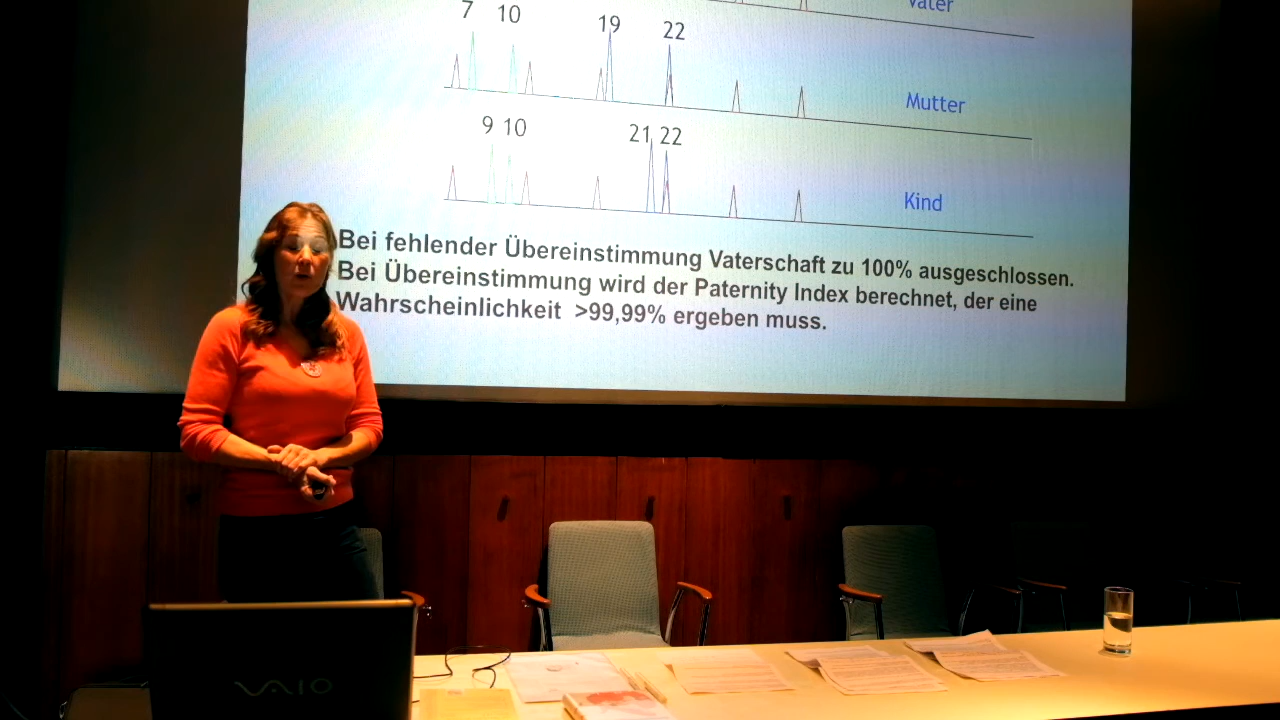 Vater
7 10 19 22
Mutter
9 10 21 22
Kind
Bei fehlender Übereinstimmung Vaterschaft zu 100% ausgeschlossen.
Bei Übereinstimmung wird der Paternity Index berechnet, der eine
Wahrscheinlichkeit >99,99% ergeben muss.
VAIO